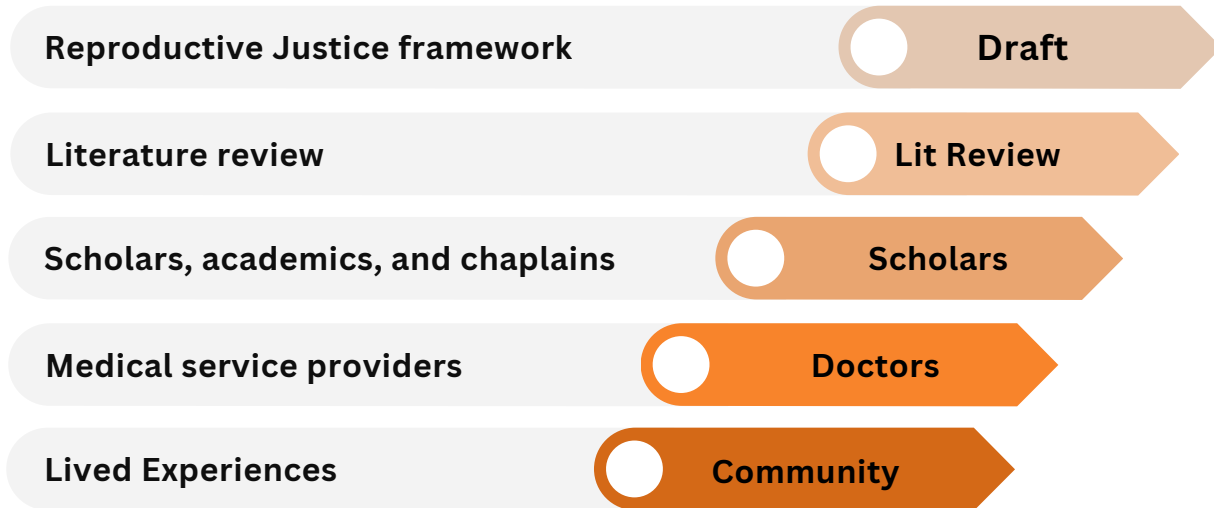 Reproductive Justice framework
Draft
Literature review
Lit Review
Scholars, academics, and chaplains
Scholars
Medical service providers
Doctors
Lived Experiences
Community